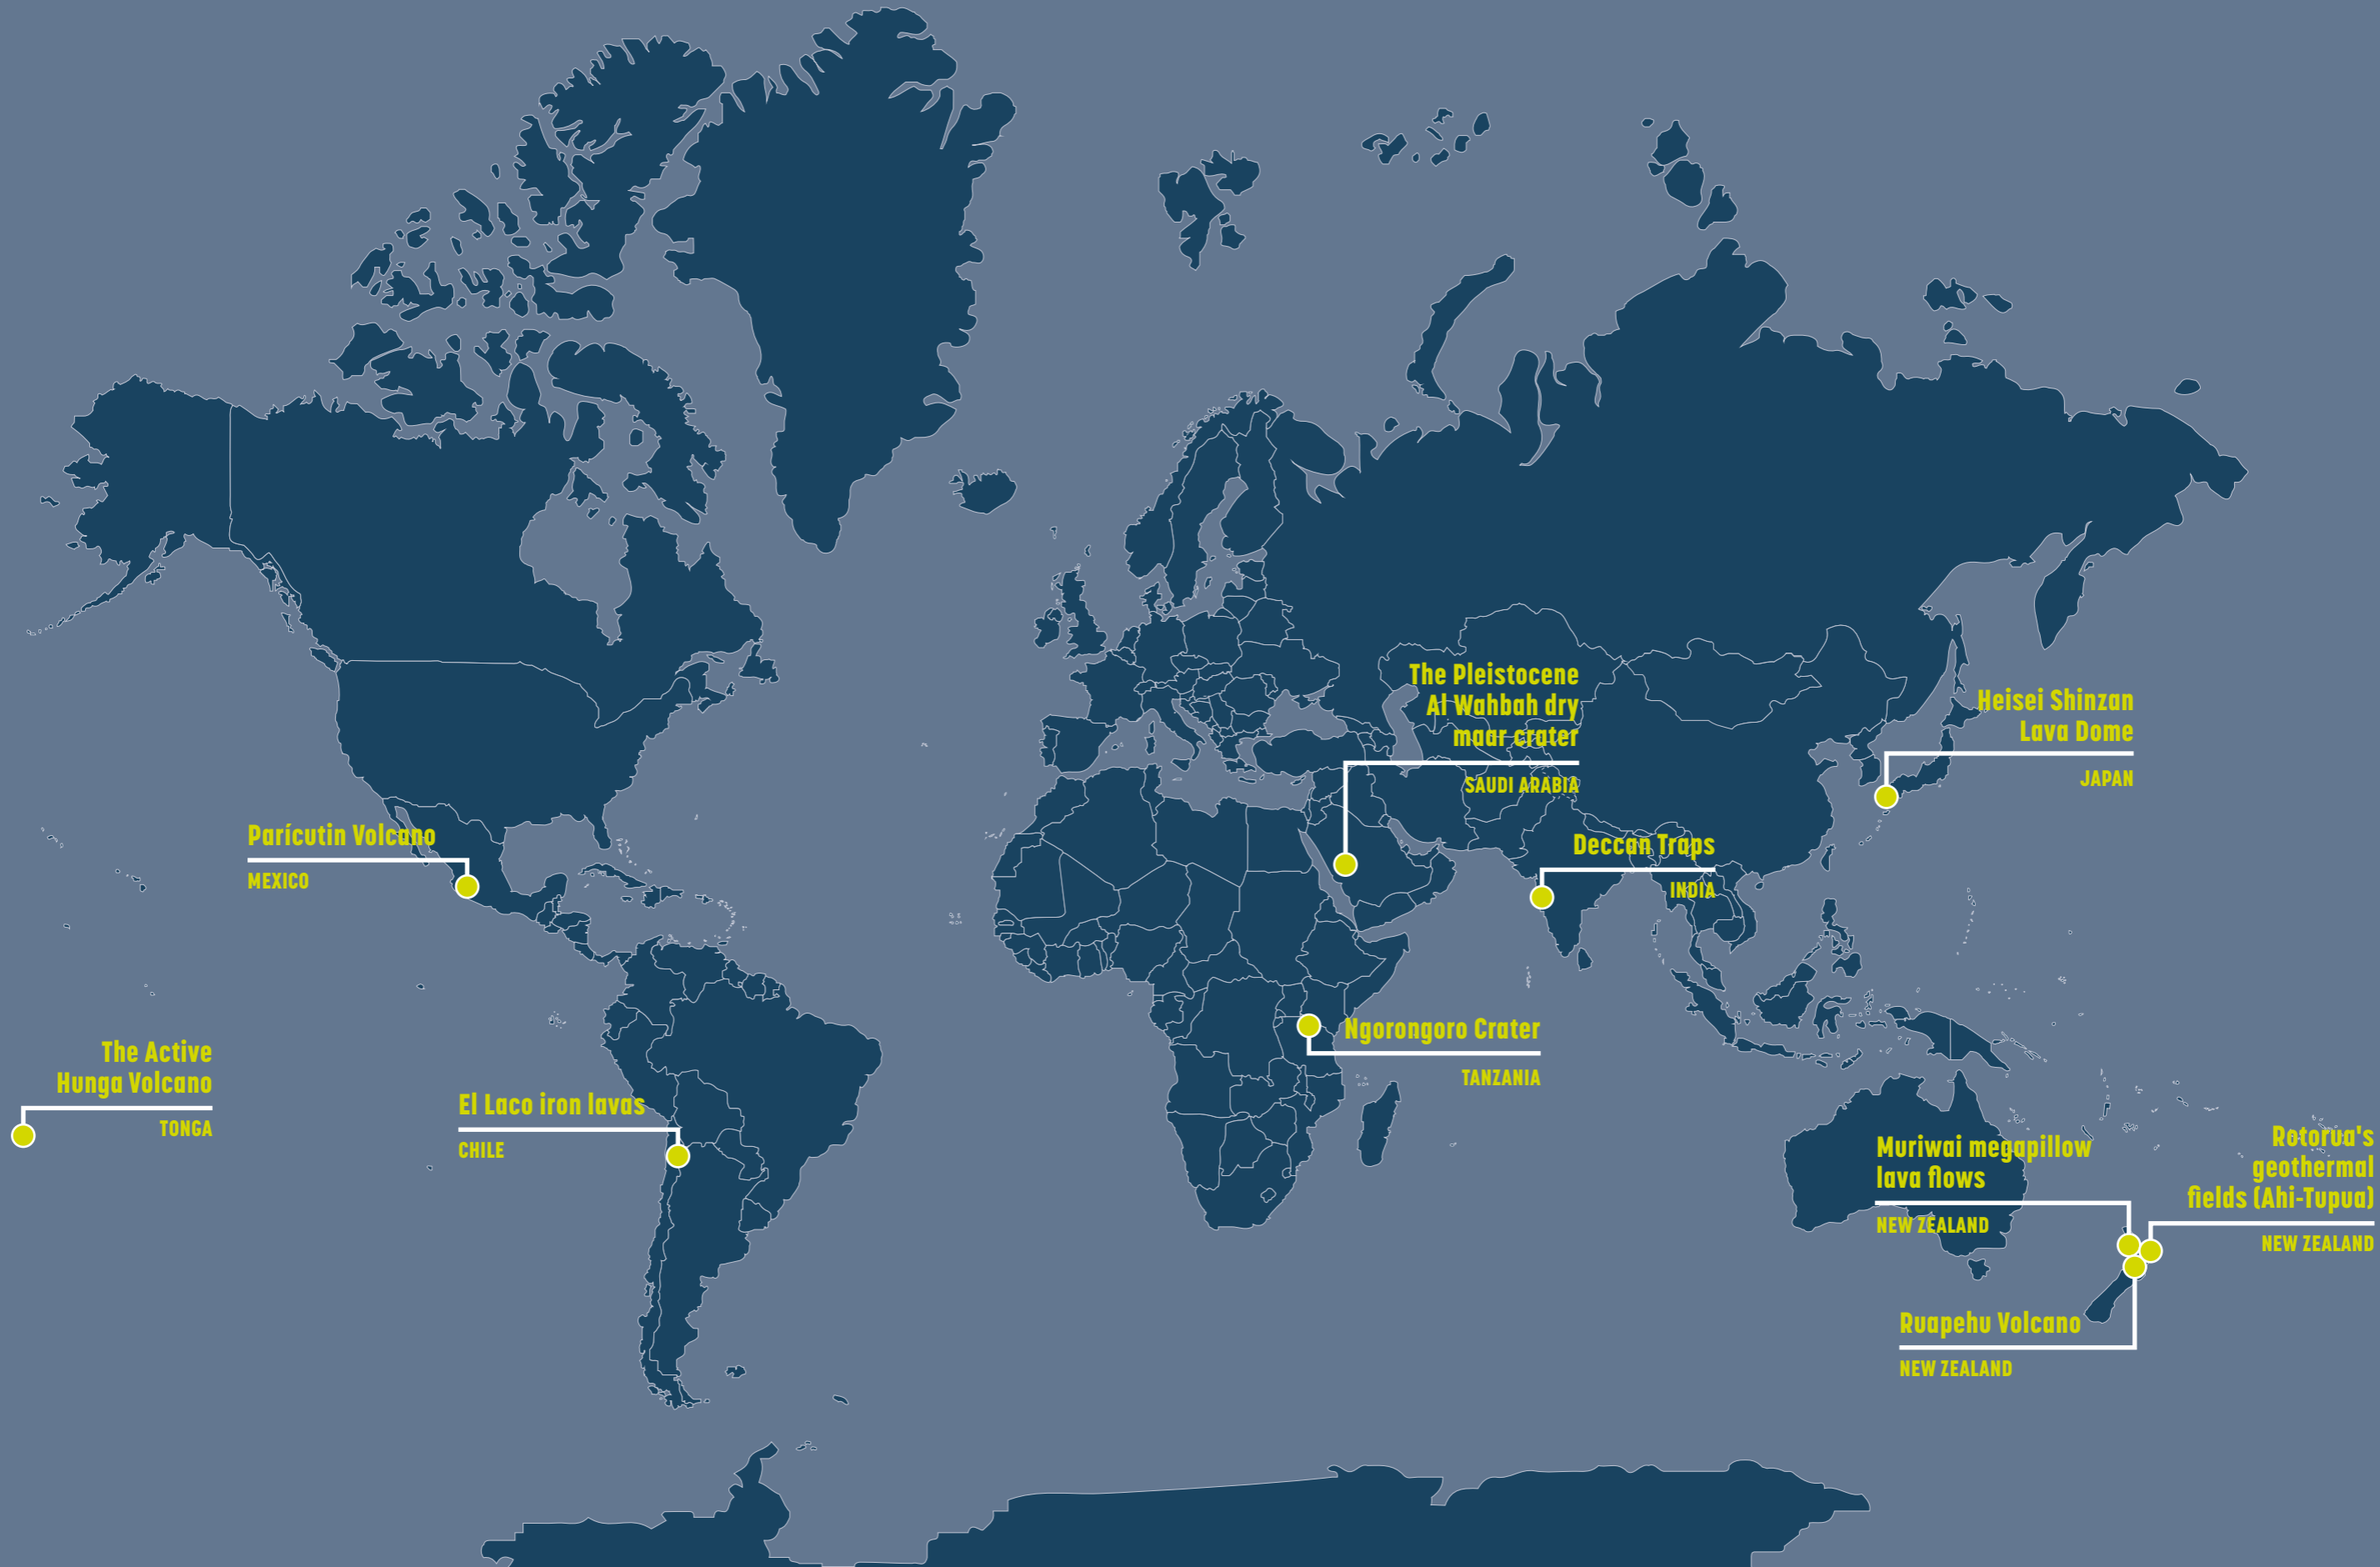 The Pleistocene
Al Wahbah dry
maar crater
SAUDI ARABIA
Heisei Shinzan
Lava Dome
JAPAN
Parícutin Volcano
MEXICO
Deccan Traps
INDIA
Ngorongoro Crater
TANZANIA
The Active
Hunga Volcano
TONGA
El Laco iron lavas
CHILE
Muriwai megapillow
lava flows
NEW ZEALAND
Rotorua's
geothermal
fields (Ahi-Tupua)
NEW ZEALAND
Ruapehu Volcano
NEW ZEALAND